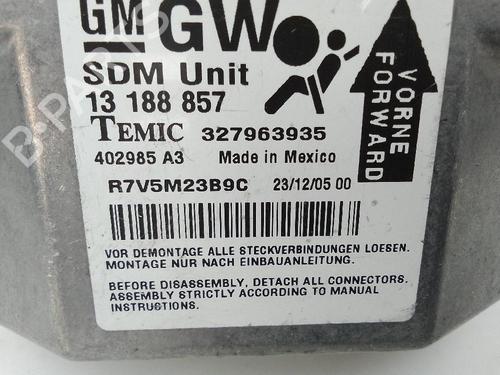 GM GW
SDM Unit
13 188 857
TEMIC 327963935
402985 A3 Made in Mexico
R7V5M23B9C 23/12/05 00
VORNE
FORWARD
VOR DEMONTAGE ALLE STECKVERBINDUNGEN LOESEN.
MONTAGE NUR NACH EINBAUANLEITUNG.
BEFORE DISASSEMBLY, DETACH ALL CONNECTORS.
ASSEMBLY STRICTLY ACCORDING TO MANUAL
INSTRUCTIONS.
B-PARTS